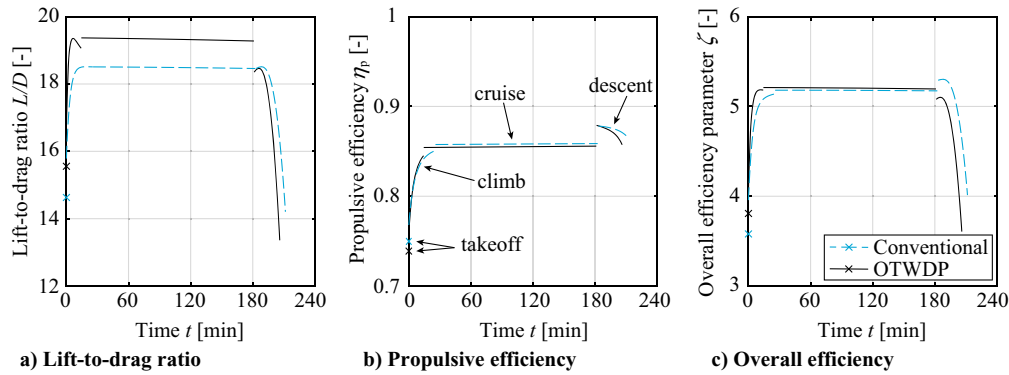 Lift-to-drag ratio L/D [-]
20
18
16
14
12
0 60 120 180 240
Time t [min]
a) Lift-to-drag ratio
Propulsive efficiency ηp [-]
1
0.9
0.8
0.7
cruise
descent
climb
takeoff
0 60 120 180 240
Time t [min]
b) Propulsive efficiency
Overall efficiency parameter ζ [-]
6
5
4
3
Conventional
OTWDP
0 60 120 180 240
Time t [min]
c) Overall efficiency